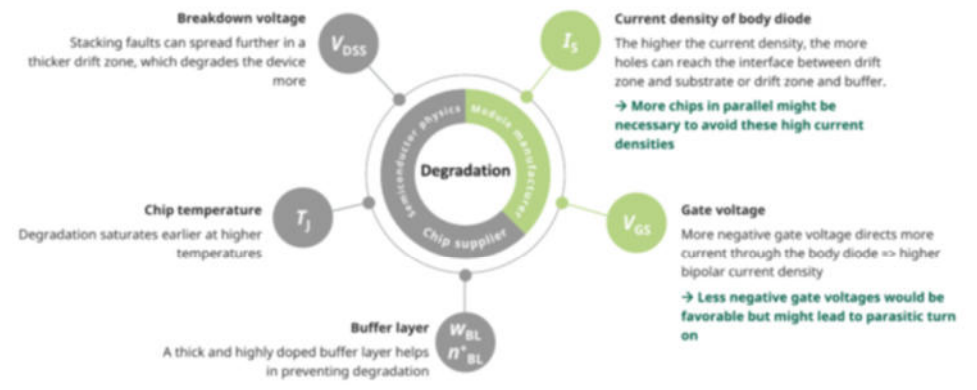 Breakdown voltage
Stacking faults can spread further in a
thicker drift zone, which degrades the device
more
V_DSS
I_S
Current density of body diode
The higher the current density, the more
holes can reach the interface between drift
zone and substrate or drift zone and buffer.
→ More chips in parallel might be
necessary to avoid these high current
densities
Semiconductor physics
Module manufacturer
Degradation
Chip supplier
Chip temperature
Degradation saturates earlier at higher
temperatures
T_J
V_GS
Gate voltage
More negative gate voltage directs more
current through the body diode => higher
bipolar current density
→ Less negative gate voltages would be
favorable but might lead to parasitic turn
on
Buffer layer
A thick and highly doped buffer layer helps
in preventing degradation
w_BL
n⁺_BL